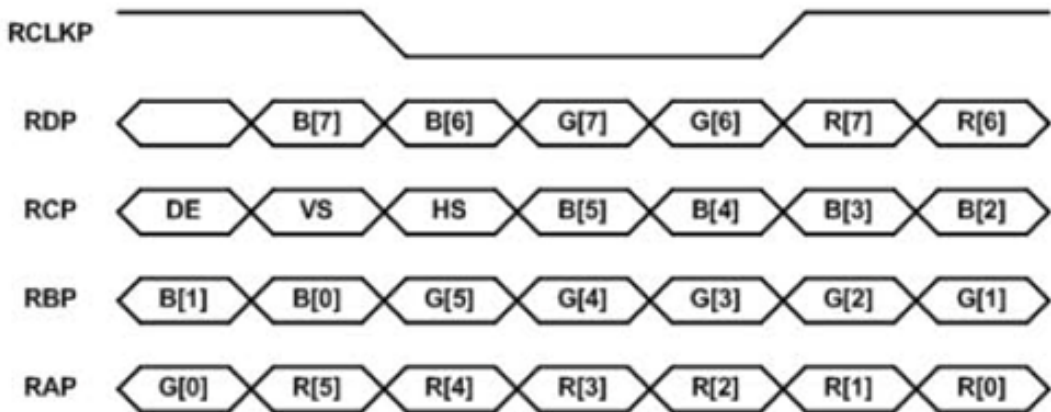 RCLKP
RDP B[7] B[6] G[7] G[6] R[7] R[6]
RCP DE VS HS B[5] B[4] B[3] B[2]
RBP B[1] B[0] G[5] G[4] G[3] G[2] G[1]
RAP G[0] R[5] R[4] R[3] R[2] R[1] R[0]